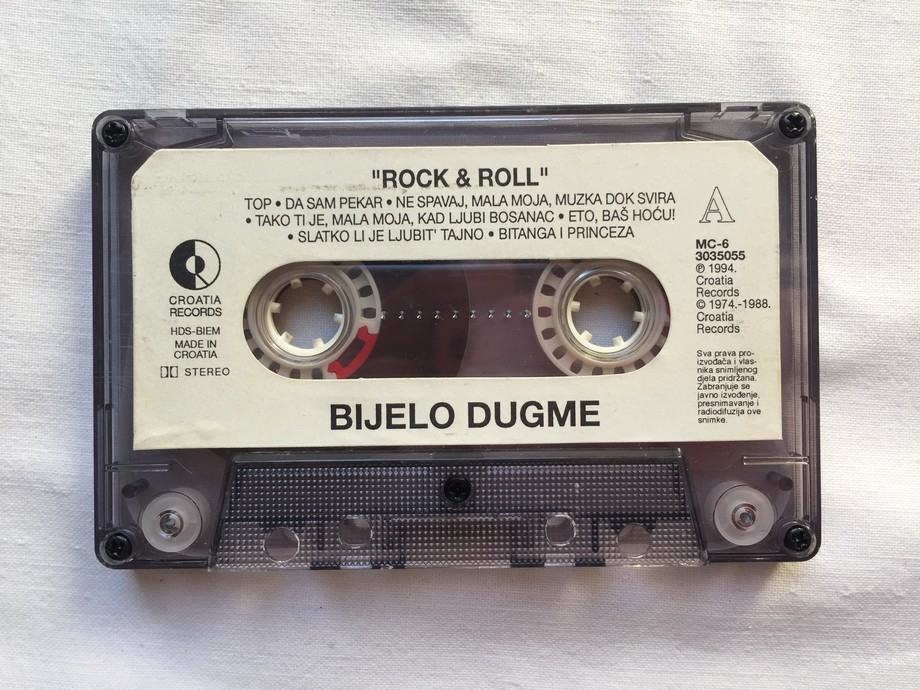 "ROCK & ROLL"
TOP • DA SAM PEKAR • NE SPAVAJ, MALA MOJA, MUZKA DOK SVIRA
• TAKO TI JE, MALA MOJA, KAD LJUBI BOSANAC • ETO, BAŠ HOĆU!
• SLATKO LI JE LJUBIT' TAJNO • BITANGA I PRINCEZA
A
CROATIA
RECORDS
HDS-BIEM
MADE IN
CROATIA
STEREO
MC-6
3035055
℗ 1994.
Croatia
Records
© 1974.-1988.
Croatia
Records
Sva prava pro-
izvođača i vlas-
nika snimljenog
djela pridržana.
Zabranjuje se
javno izvođenje,
presnimavanje i
radiodifuzija ove
snimke.
BIJELO DUGME